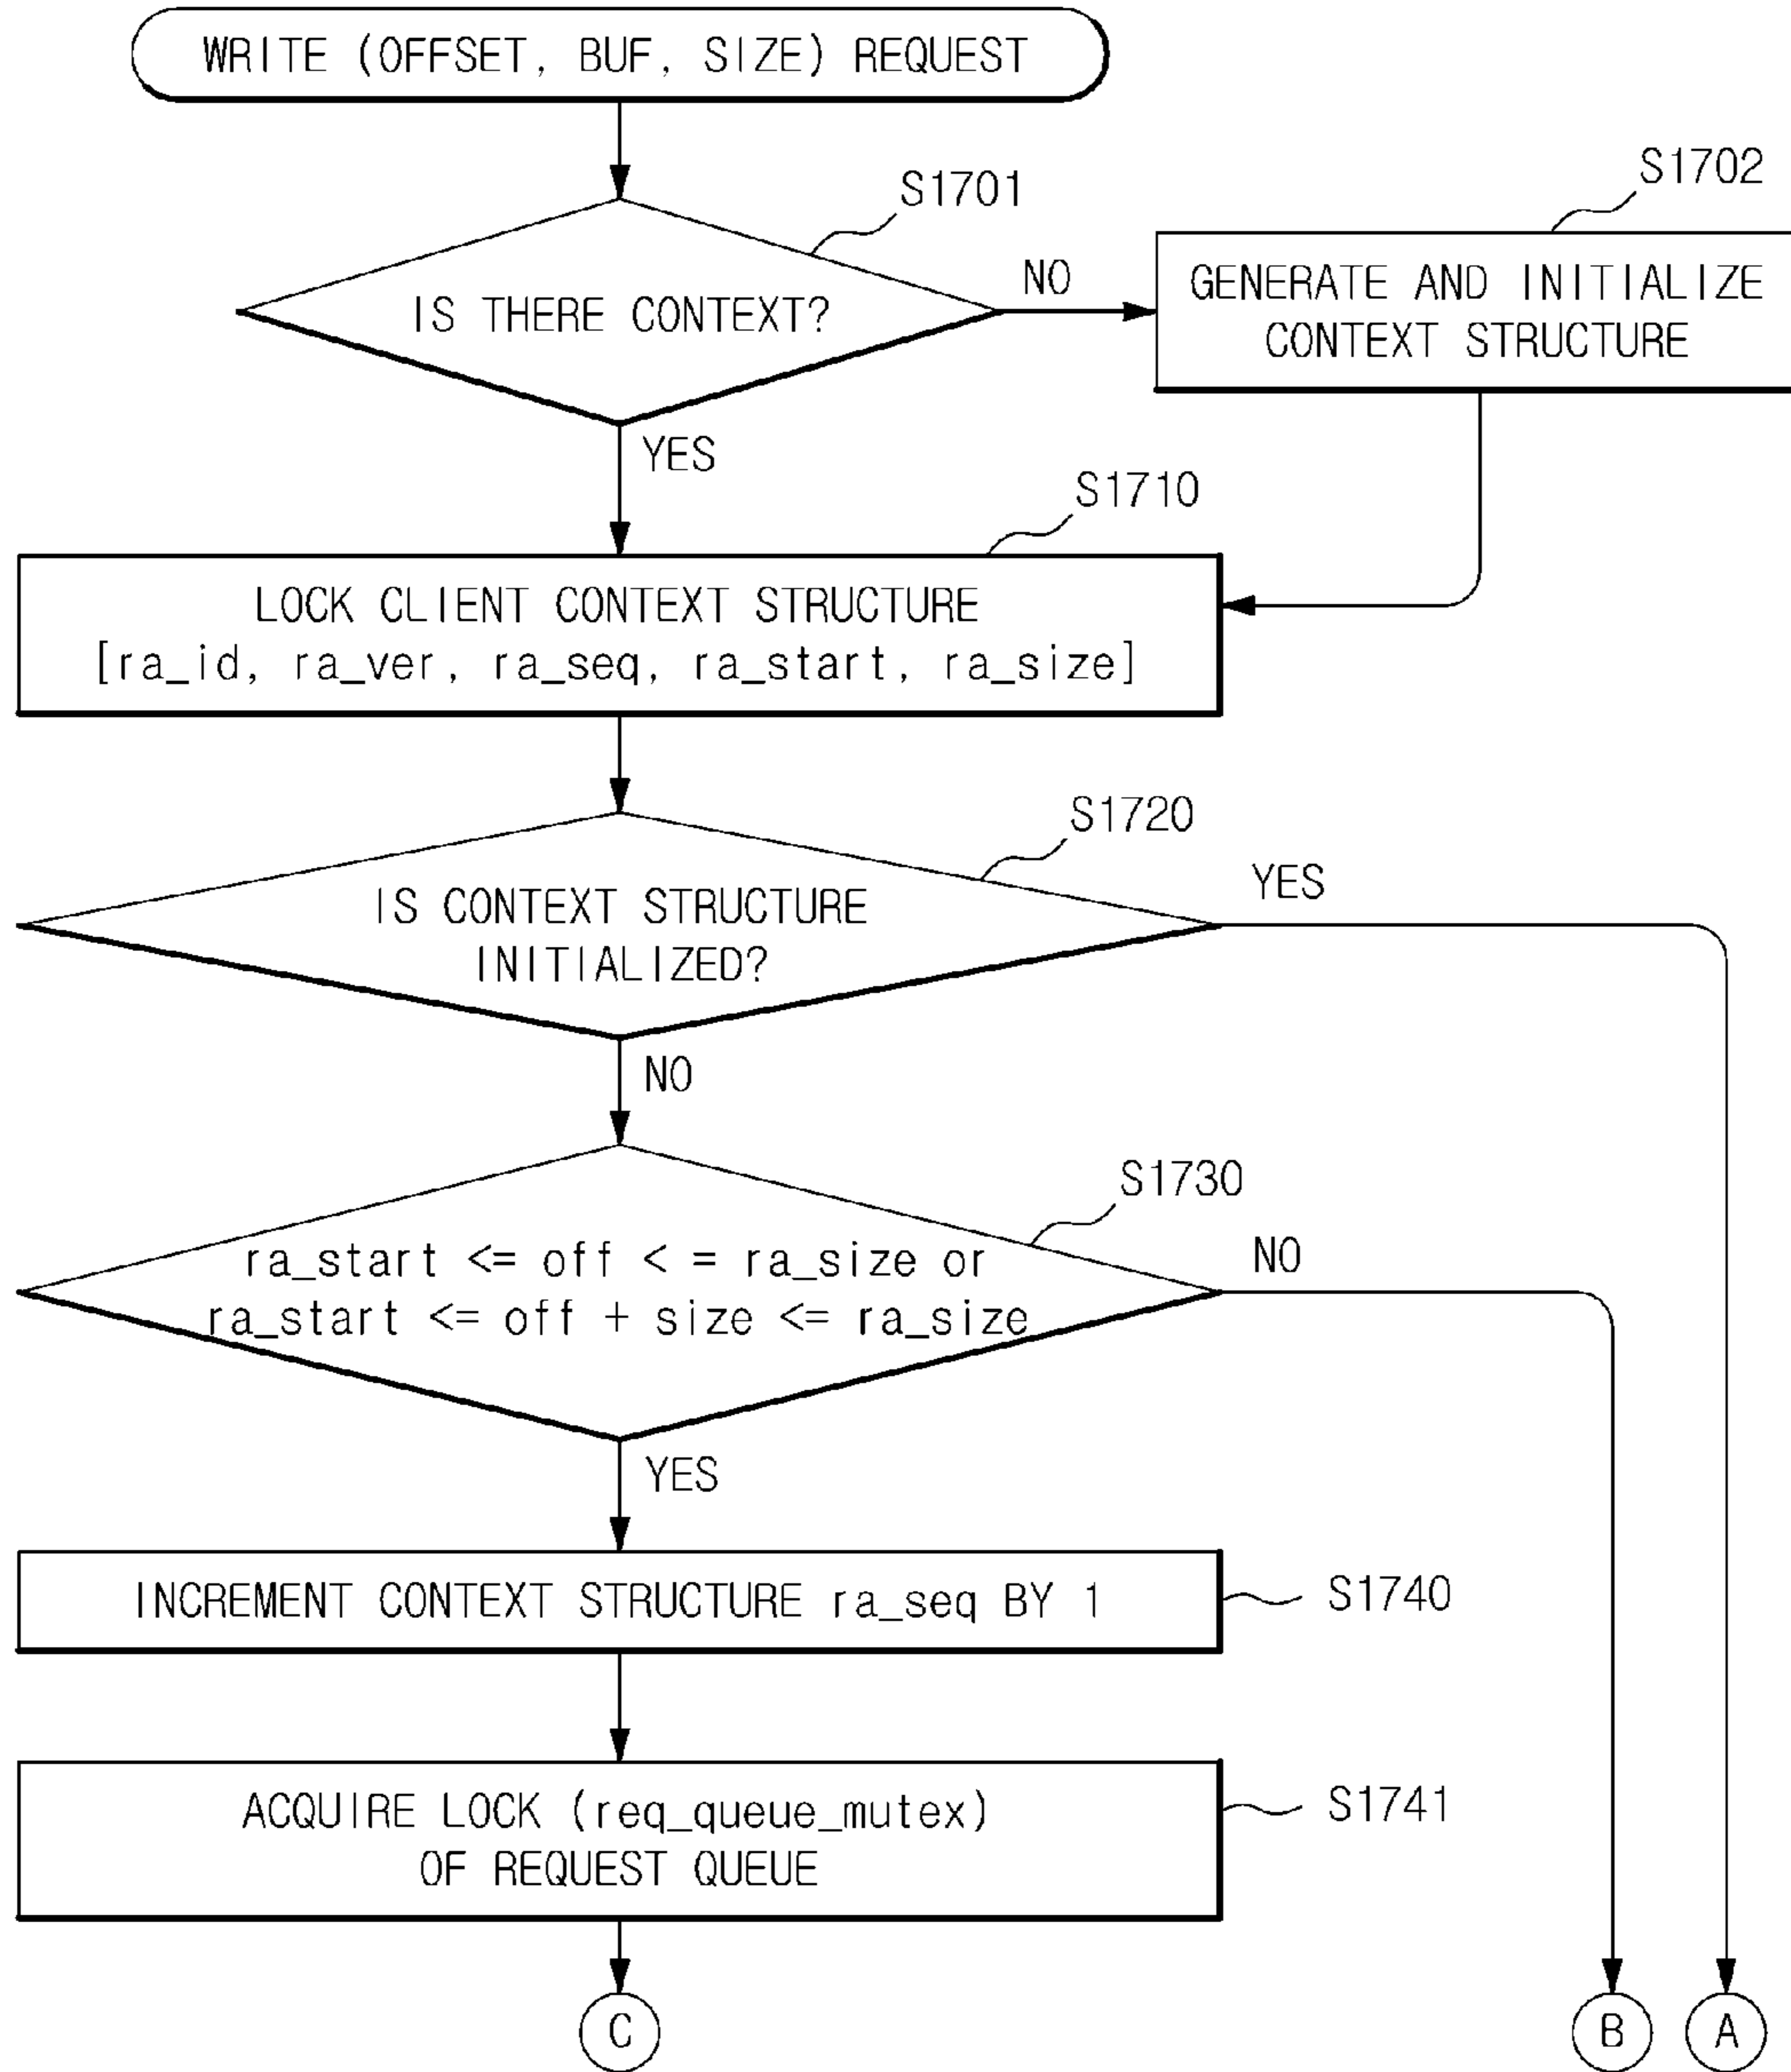 WRITE (OFFSET, BUF, SIZE) REQUEST
S1701
S1702
IS THERE CONTEXT?
NO
GENERATE AND INITIALIZE
CONTEXT STRUCTURE
YES
S1710
LOCK CLIENT CONTEXT STRUCTURE
[ra_id, ra_ver, ra_seq, ra_start, ra_size]
S1720
IS CONTEXT STRUCTURE
INITIALIZED?
YES
NO
S1730
ra_start <= off < = ra_size or
ra_start <= off + size <= ra_size
NO
YES
INCREMENT CONTEXT STRUCTURE ra_seq BY 1
S1740
ACQUIRE LOCK (req_queue_mutex)
OF REQUEST QUEUE
S1741
C
B
A